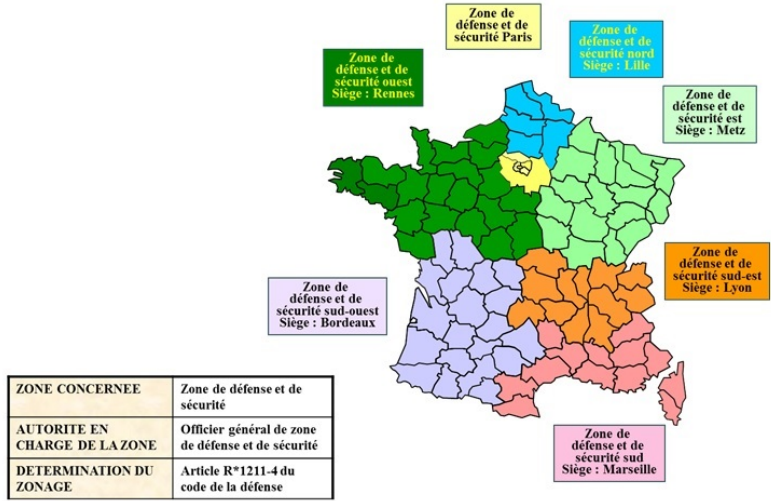 Zone de
défense et de
sécurité Paris
Zone de
défense et de
sécurité nord
Siège : Lille
Zone de
défense et de
sécurité ouest
Siège : Rennes
Zone de
défense et de
sécurité est
Siège : Metz
Zone de
défense et de
sécurité sud-est
Siège : Lyon
Zone de
défense et de
sécurité sud-ouest
Siège : Bordeaux
Zone de
défense et de
sécurité sud
Siège : Marseille
ZONE CONCERNEE
Zone de défense et de
sécurité
AUTORITE EN
CHARGE DE LA ZONE
Officier général de zone
de défense et de sécurité
DETERMINATION DU
ZONAGE
Article R*1211-4 du
code de la défense